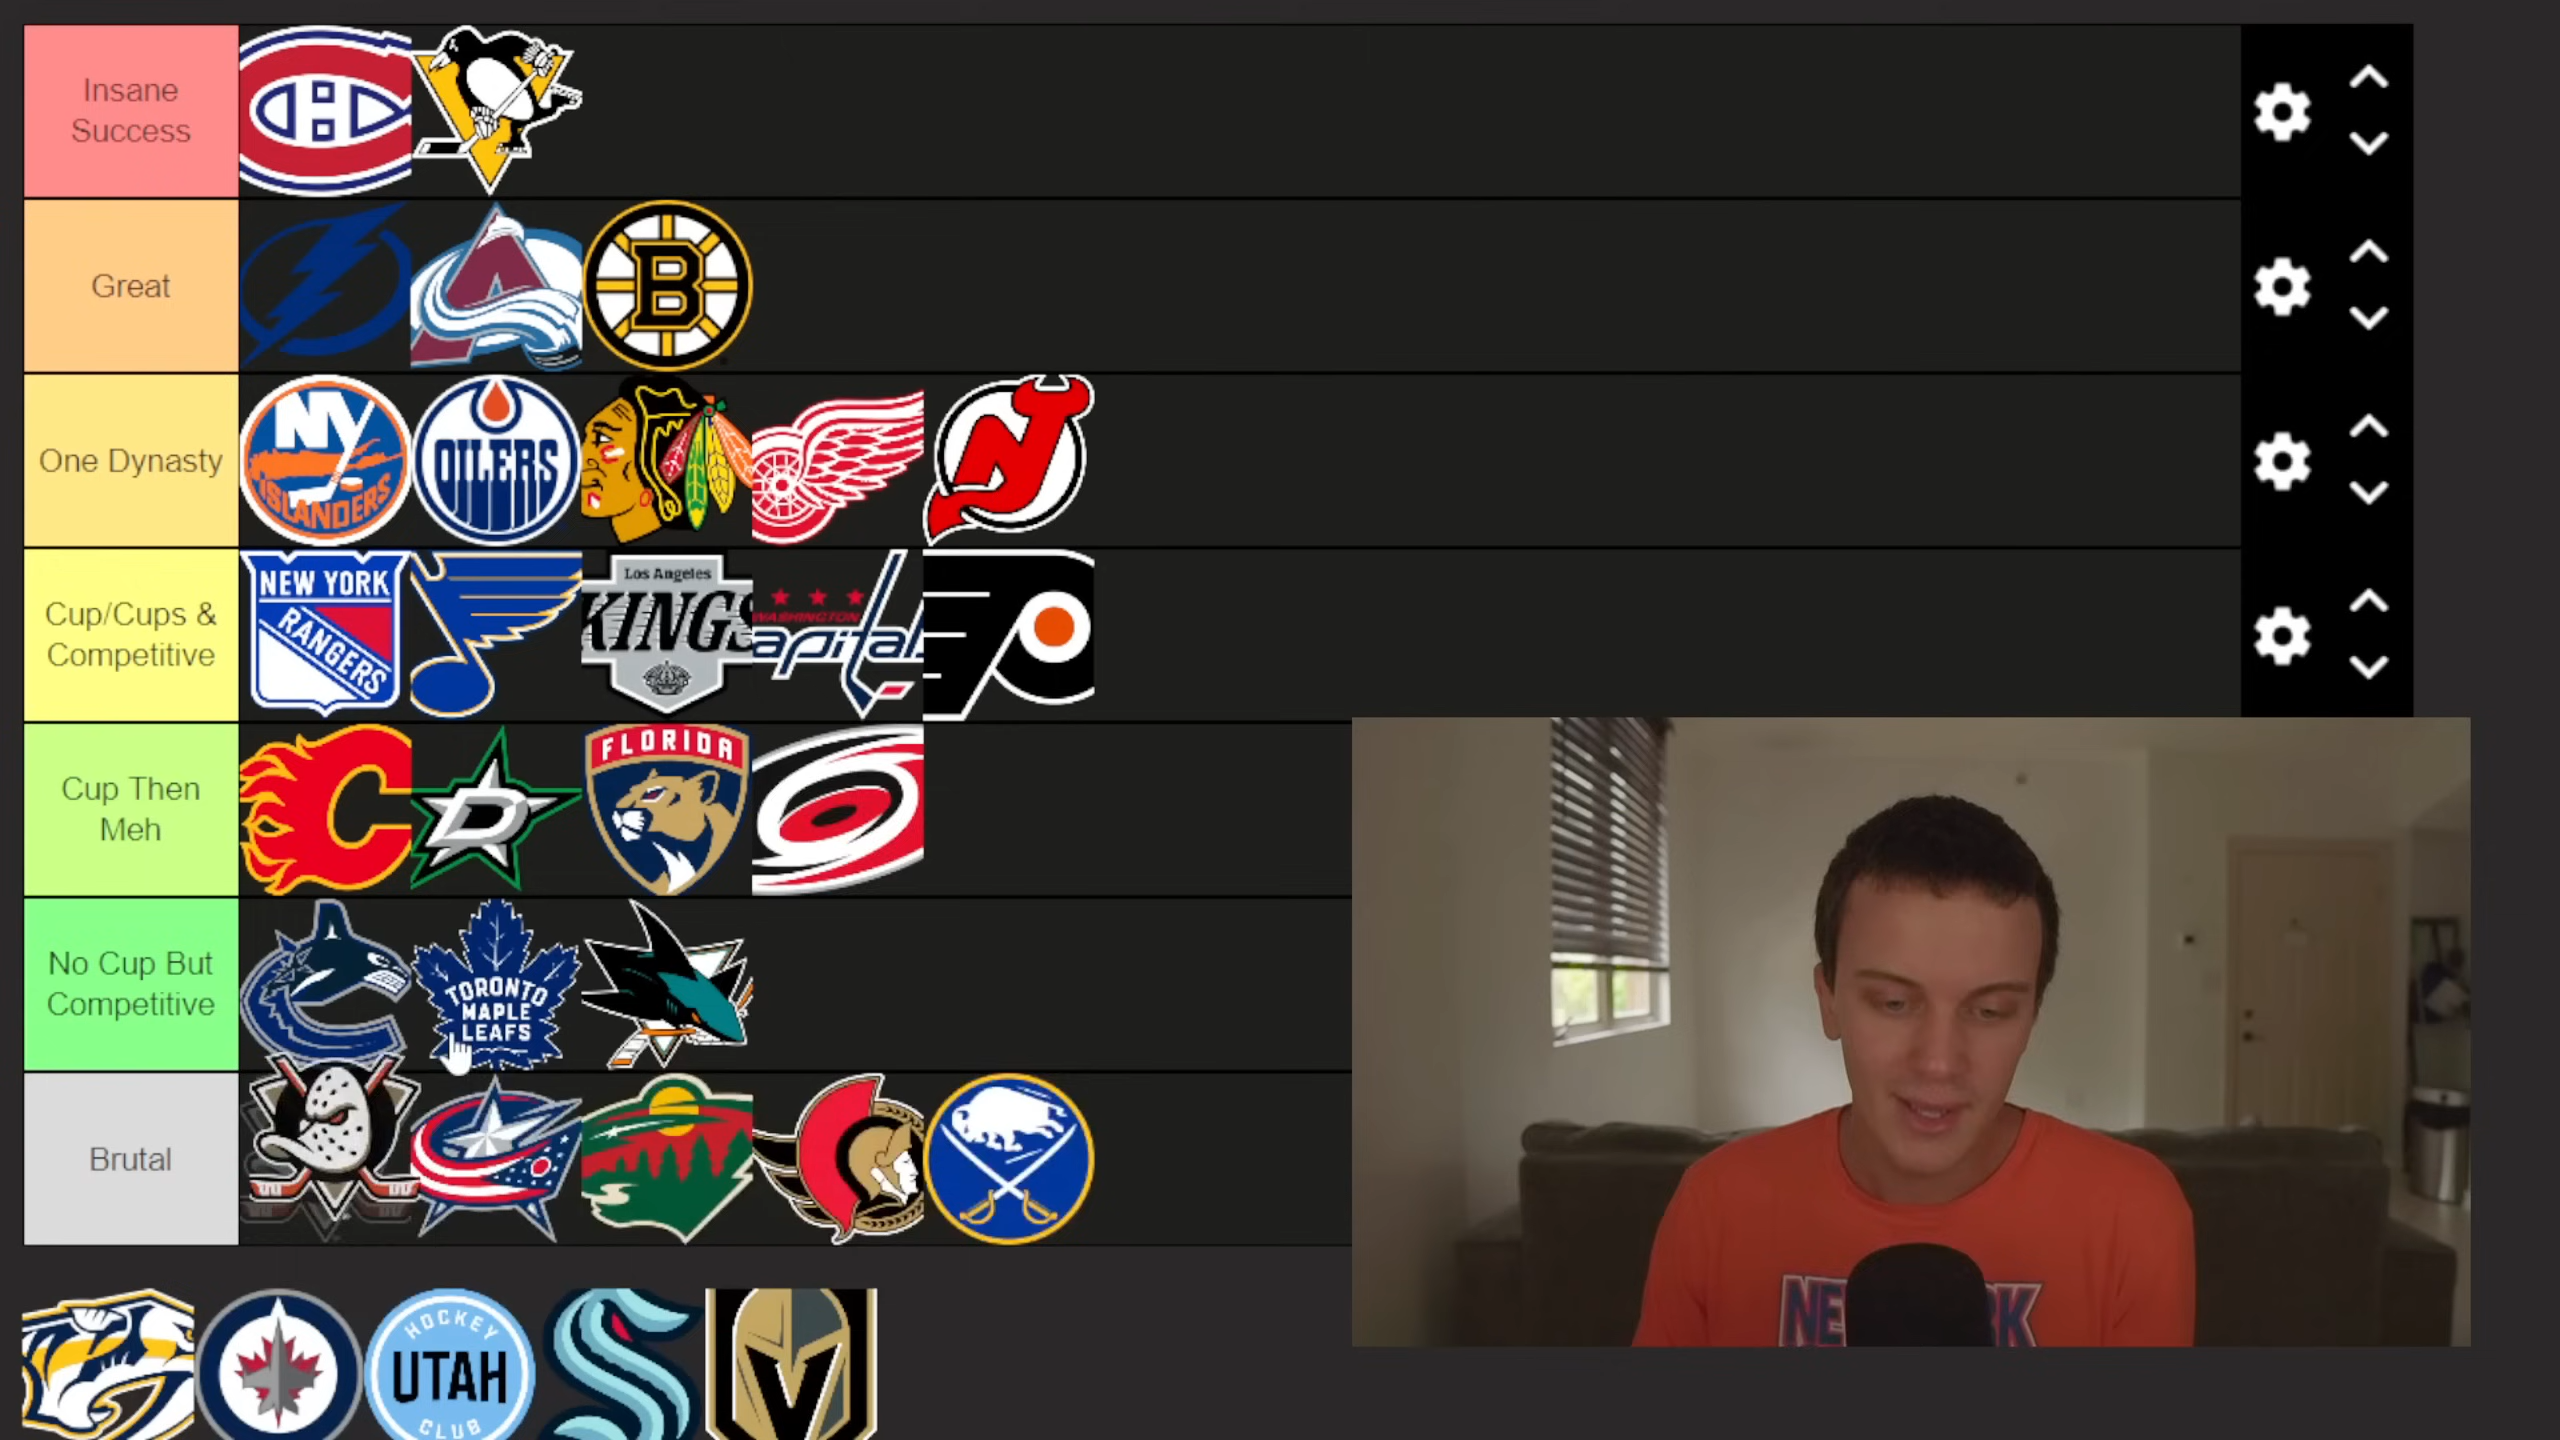 Insane
Success
Great
B
One Dynasty
NY
ISLANDERS
OILERS
Cup/Cups &
Competitive
NEW YORK
RANGERS
Los Angeles
KINGS
WASHINGTON
capitals
Cup Then
Meh
C
D
FLORIDA
No Cup But
Competitive
TORONTO
MAPLE
LEAFS
Brutal
HOCKEY
UTAH
CLUB